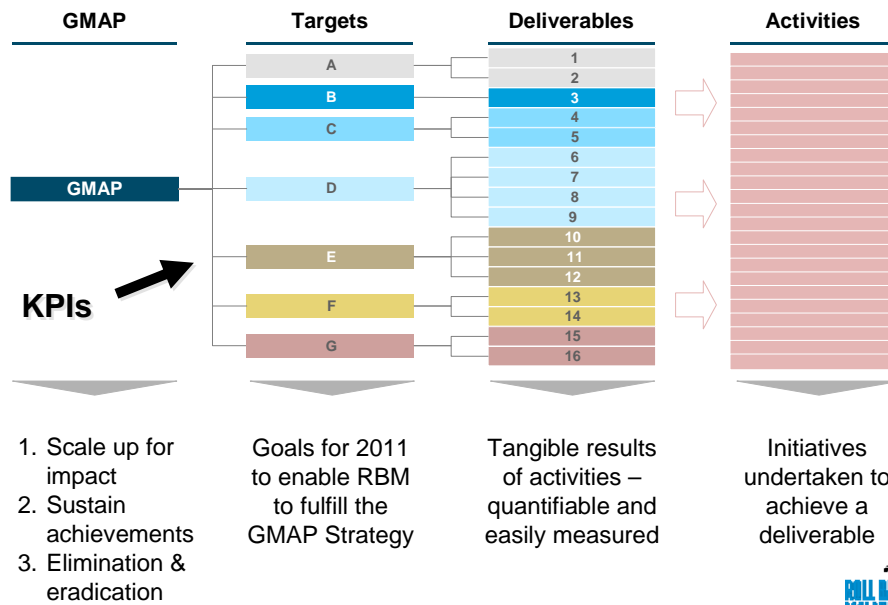 GMAP
Targets
Deliverables
Activities
GMAP
KPIs
A
B
C
D
E
F
G
1
2
3
4
5
6
7
8
9
10
11
12
13
14
15
16
1. Scale up for
impact
2. Sustain
achievements
3. Elimination &
eradication
Goals for 2011
to enable RBM
to fulfill the
GMAP Strategy
Tangible results
of activities –
quantifiable and
easily measured
Initiatives
undertaken to
achieve a
deliverable
ROLL